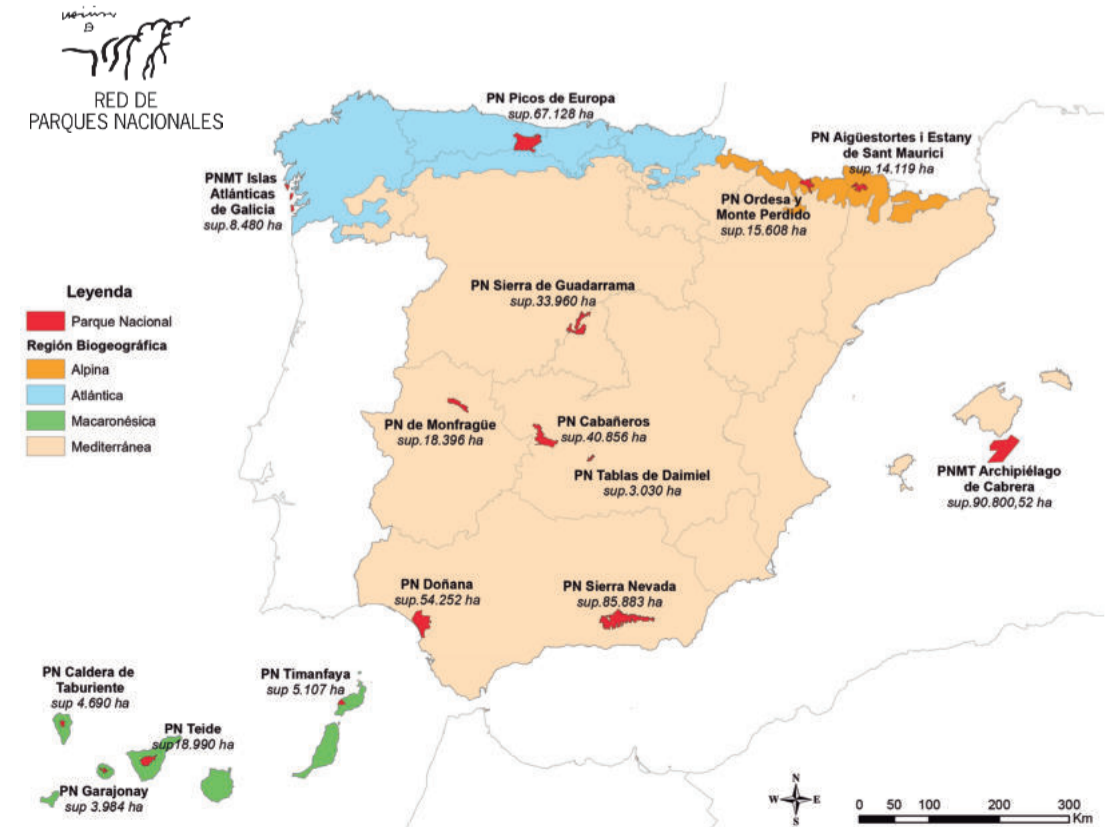 RED DE
PARQUES NACIONALES
PN Picos de Europa
sup.67.128 ha
PN Aigüestortes i Estany
de Sant Maurici
sup.14.119 ha
PNMT Islas
Atlánticas
de Galicia
sup.8.480 ha
PN Ordesa y
Monte Perdido
sup.15.608 ha
PN Sierra de Guadarrama
sup.33.960 ha
Leyenda
Parque Nacional
Región Biogeográfica
Alpina
Atlántica
Macaronésica
Mediterránea
PN de Monfragüe
sup.18.396 ha
PN Cabañeros
sup.40.856 ha
PN Tablas de Daimiel
sup.3.030 ha
PNMT Archipiélago
de Cabrera
sup.90.800,52 ha
PN Doñana
sup.54.252 ha
PN Sierra Nevada
sup.85.883 ha
PN Caldera de
Taburiente
sup 4.690 ha
PN Timanfaya
sup 5.107 ha
PN Teide
sup18.990 ha
PN Garajonay
sup 3.984 ha
N
W E
S
0 50 100 200 300
Km